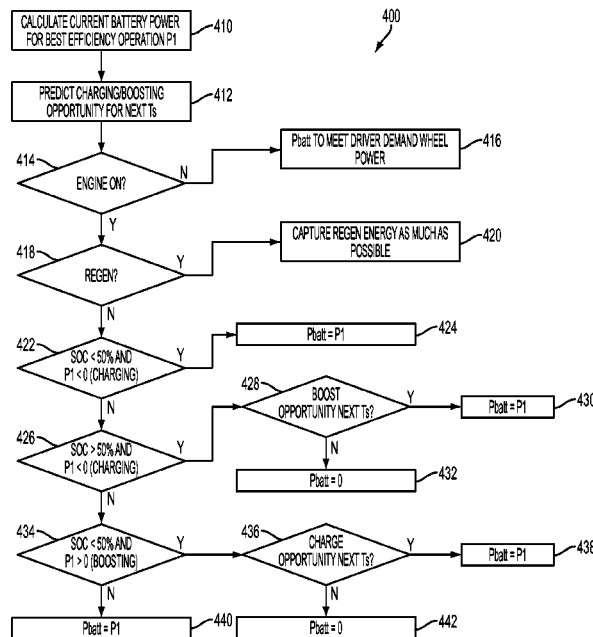 400
CALCULATE CURRENT BATTERY POWER
FOR BEST EFFICIENCY OPERATION P1
410
PREDICT CHARGING/BOOSTING
OPPORTUNITY FOR NEXT Ts
412
414
ENGINE ON?
N
Y
Pbatt TO MEET DRIVER DEMAND WHEEL
POWER
416
418
REGEN?
Y
N
CAPTURE REGEN ENERGY AS MUCH AS
POSSIBLE
420
422
SOC < 50% AND
P1 < 0 (CHARGING)
Y
N
Pbatt = P1
424
426
SOC > 50% AND
P1 < 0 (CHARGING)
Y
N
428
BOOST
OPPORTUNITY NEXT Ts?
Y
N
Pbatt = P1
430
Pbatt = 0
432
434
SOC < 50% AND
P1 > 0 (BOOSTING)
Y
N
436
CHARGE
OPPORTUNITY NEXT Ts?
Y
N
Pbatt = P1
438
Pbatt = P1
440
Pbatt = 0
442